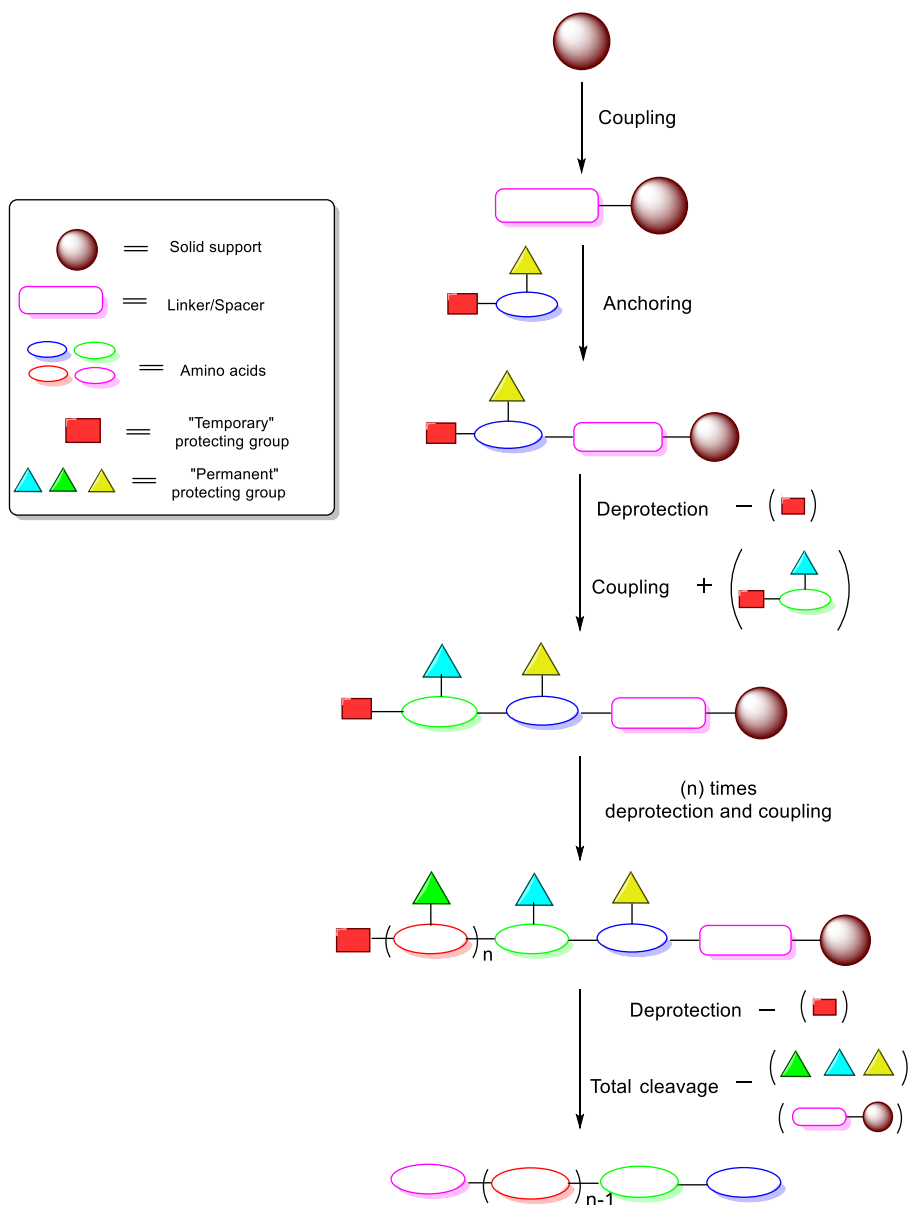 Coupling
Solid support
Linker/Spacer
Amino acids
"Temporary"
protecting group
"Permanent"
protecting group
Anchoring
Deprotection – ( )
Coupling + ( )
(n) times
deprotection and coupling
( )n
Deprotection – ( )
Total cleavage – ( )
( )
( )n-1